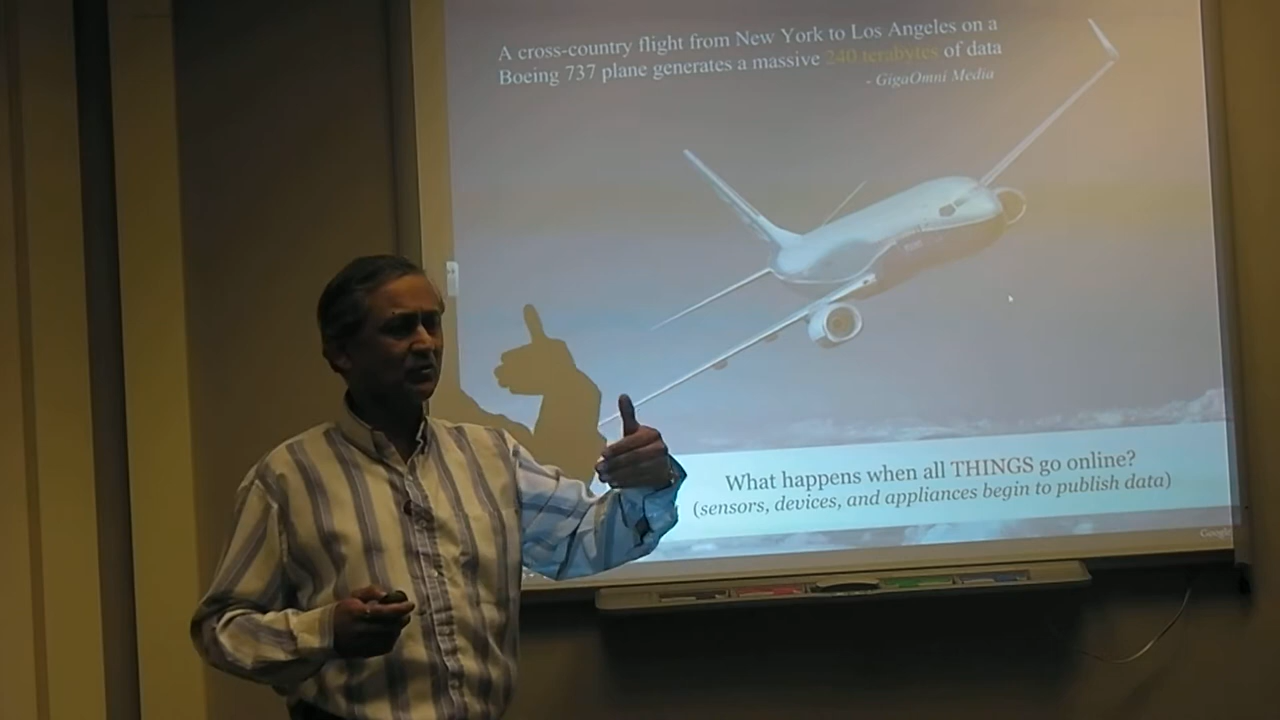 A cross-country flight from New York to Los Angeles on a
Boeing 737 plane generates a massive 240 terabytes of data
- GigaOmni Media
What happens when all THINGS go online?
(sensors, devices, and appliances begin to publish data)
Google